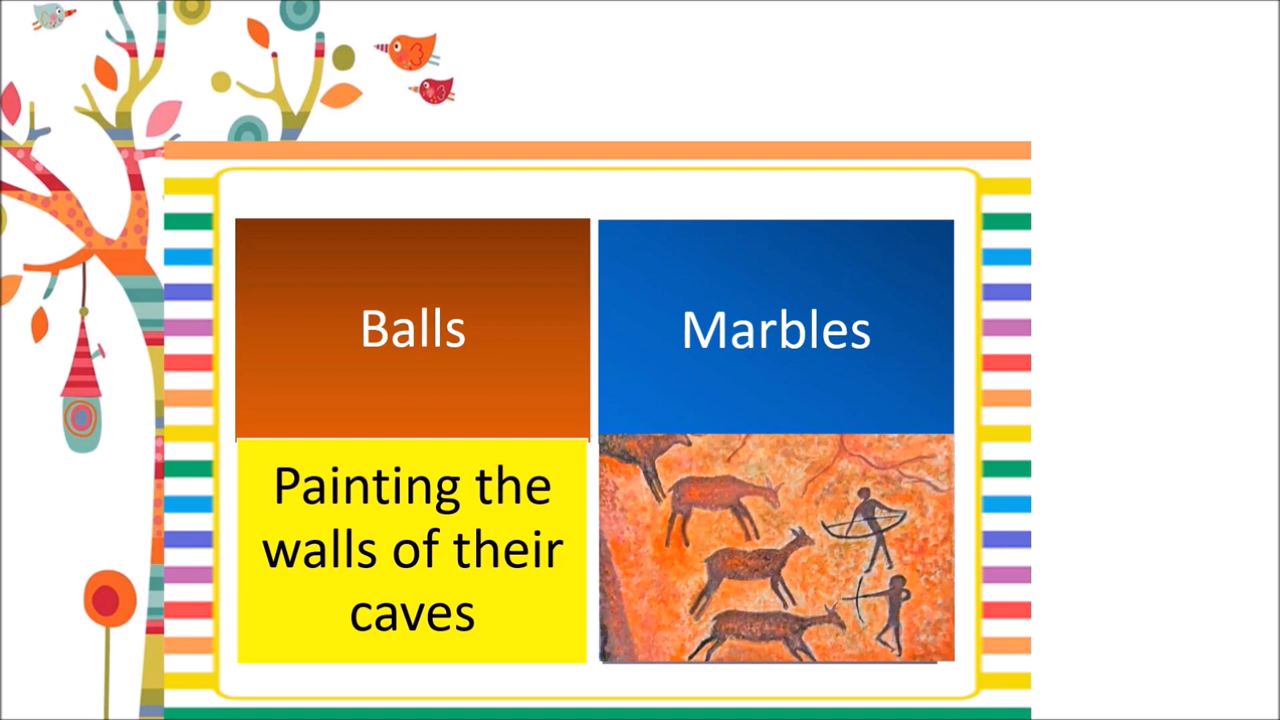 Balls
Marbles
Painting the
walls of their
caves